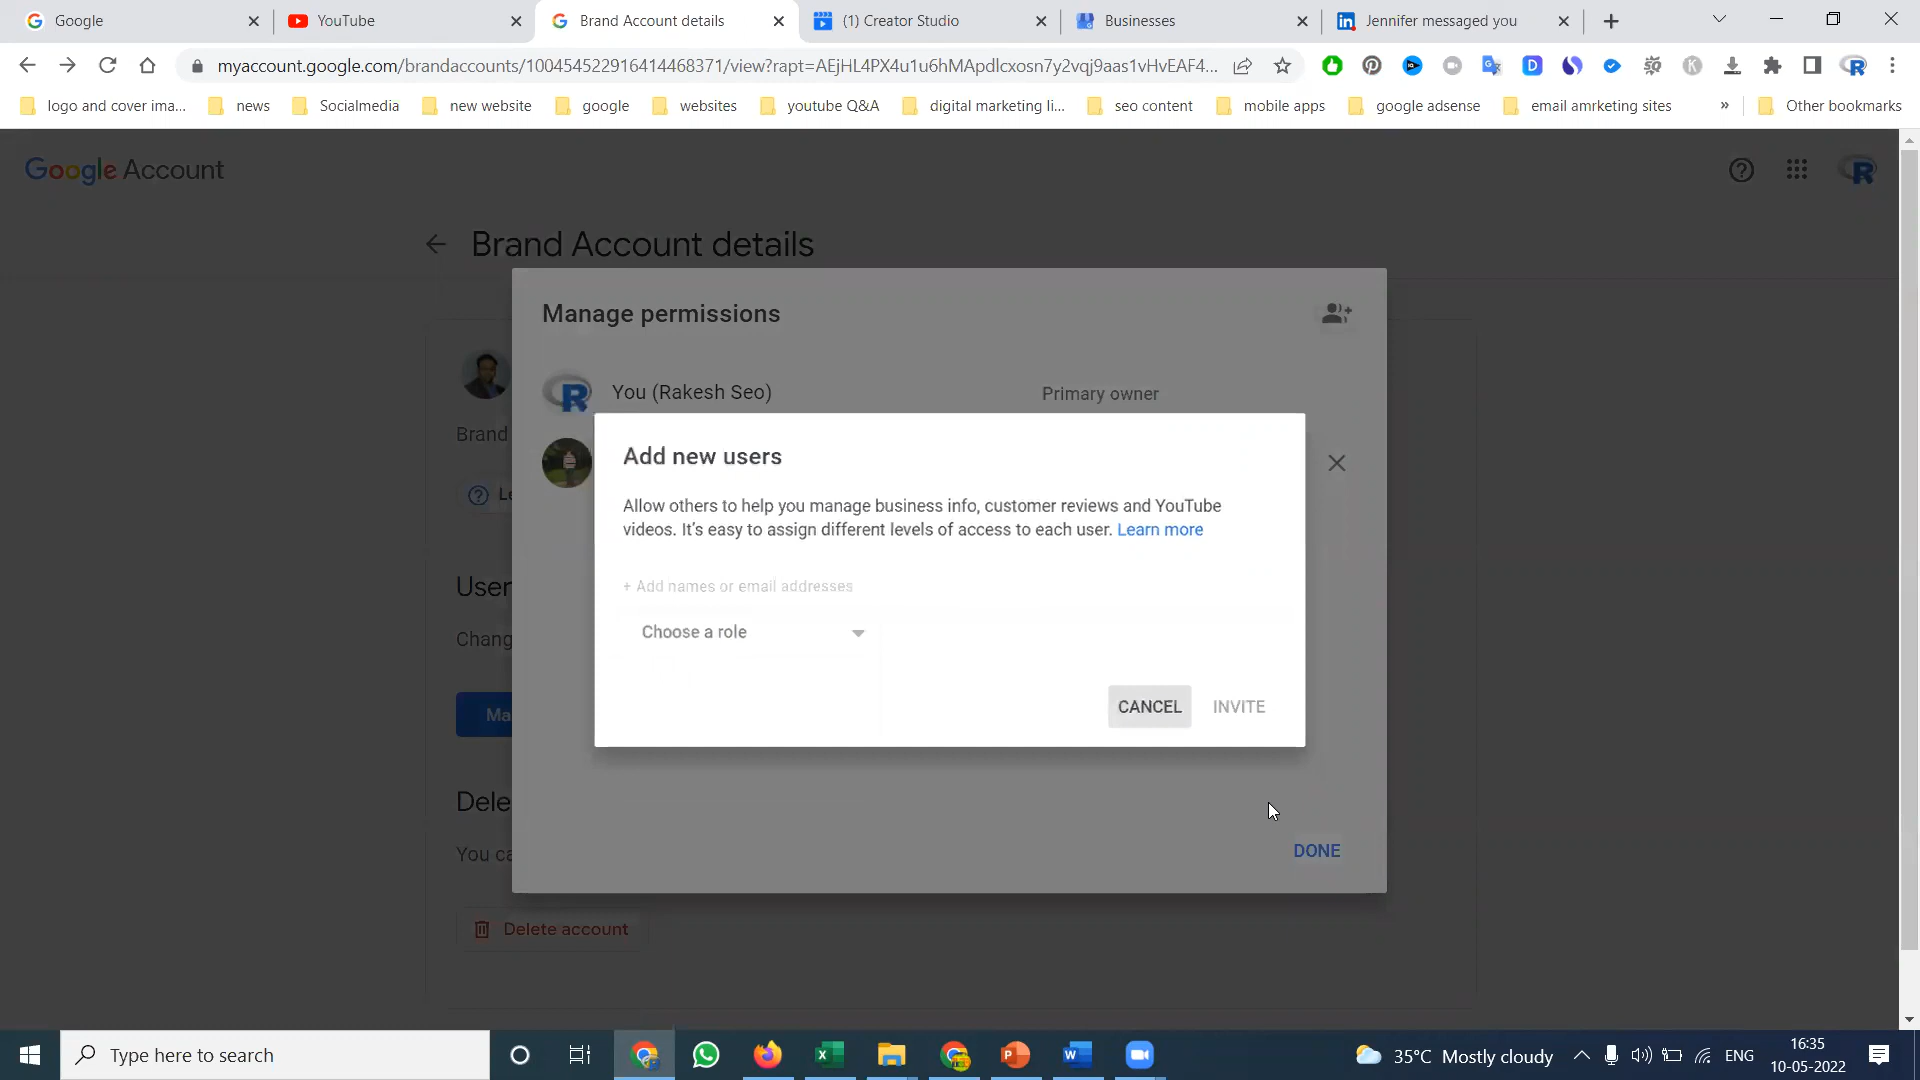 Google
YouTube
Brand Account details
(1) Creator Studio
Businesses
Jennifer messaged you
myaccount.google.com/brandaccounts/100454522916414468371/view?rapt=AEjHL4PX4u1u6hMApdlcxosn7y2vqj9aas1vHvEAF4...
logo and cover ima...
news
Socialmedia
new website
google
websites
youtube Q&A
digital marketing li...
seo content
mobile apps
google adsense
email amrketing sites
»
Other bookmarks
Google Account
Brand Account details
Manage permissions
You (Rakesh Seo)
Primary owner
Brand
Le
User
Chang
Ma
Dele
You ca
Add new users
Allow others to help you manage business info, customer reviews and YouTube
videos. It's easy to assign different levels of access to each user. Learn more
+ Add names or email addresses
Choose a role
CANCEL
INVITE
DONE
Delete account
Type here to search
35°C Mostly cloudy
ENG
16:35
10-05-2022